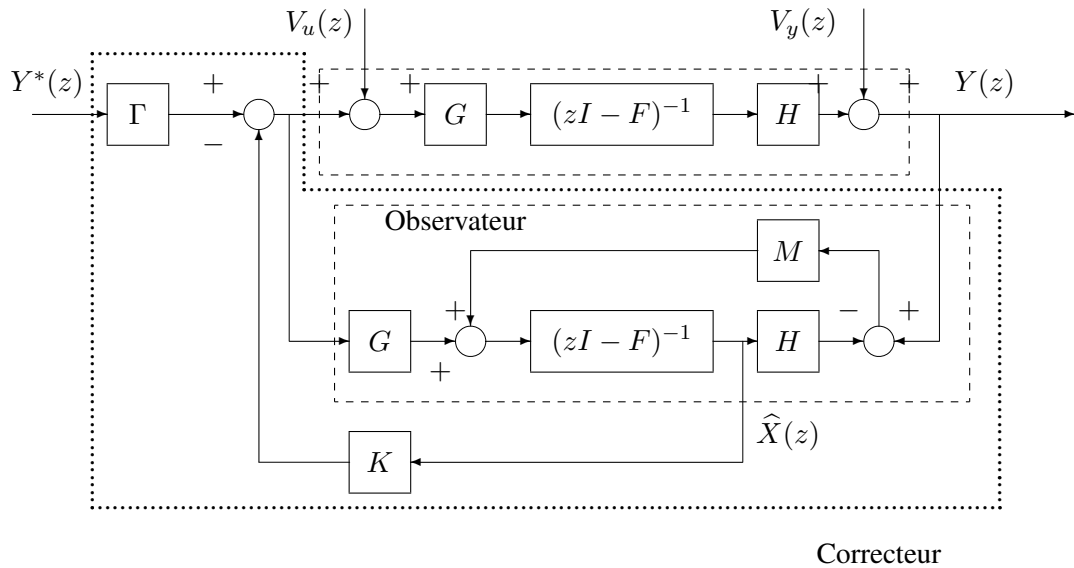 V_u(z) V_y(z)
Y*(z) + + + + + Y(z)
Γ G (zI − F)^{−1} H
−
Observateur
M
+ − +
G (zI − F)^{−1} H
+
X̂(z)
K
Correcteur